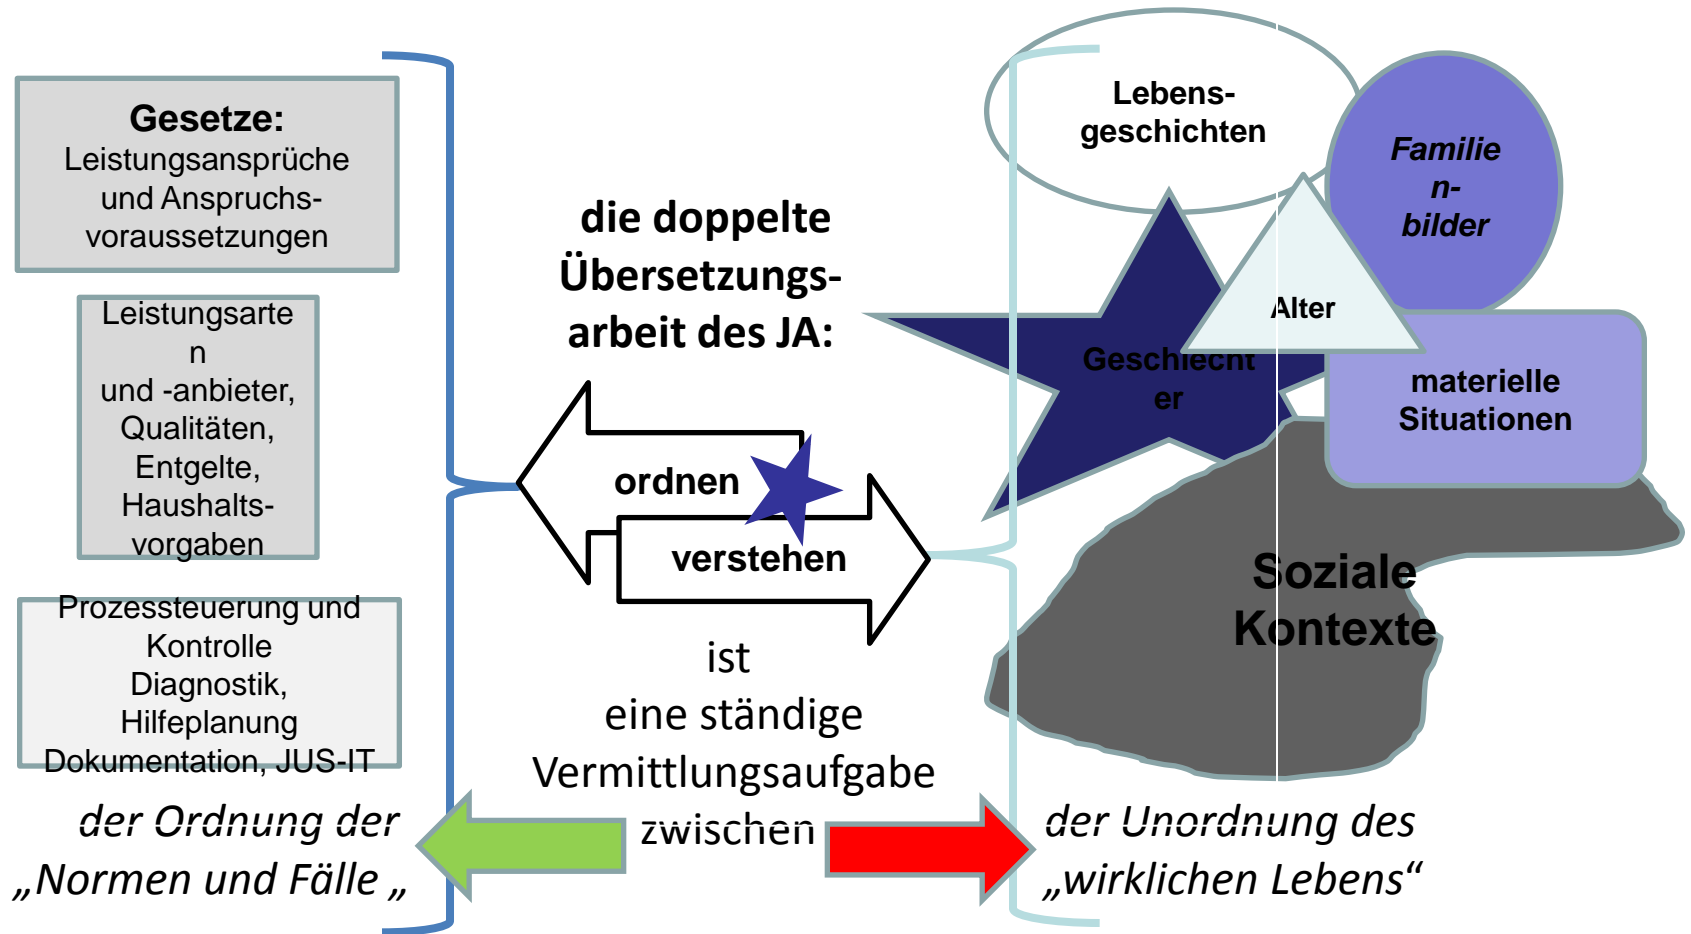 Gesetze:
Leistungsansprüche
und Anspruchs-
voraussetzungen
Leistungsarte
n
und -anbieter,
Qualitäten,
Entgelte,
Haushalts-
vorgaben
Prozessteuerung und
Kontrolle
Diagnostik,
Hilfeplanung
Dokumentation, JUS-IT
der Ordnung der
„Normen und Fälle „
die doppelte
Übersetzungs-
arbeit des JA:
ordnen
verstehen
ist
eine ständige
Vermittlungsaufgabe
zwischen
Lebens-
geschichten
Familie
n-
bilder
Alter
Geschlecht
er
materielle
Situationen
Soziale
Kontexte
der Unordnung des
„wirklichen Lebens“